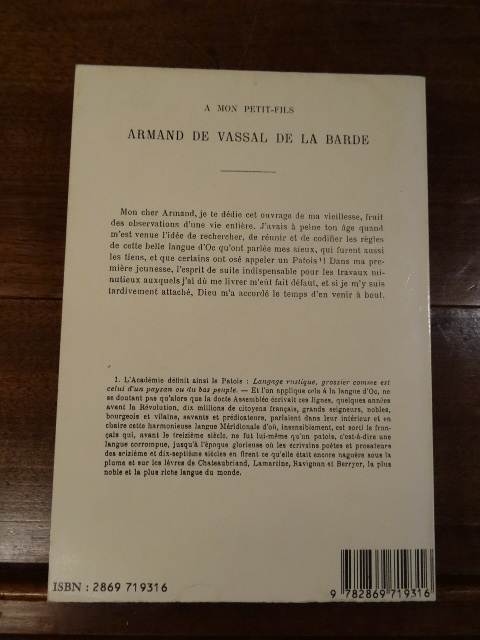 A MON PETIT-FILS
ARMAND DE VASSAL DE LA BARDE
Mon cher Armand, je te dédie cet ouvrage de ma vieillesse, fruit
des observations d'une vie entière. J'avais à peine ton âge quand
m'est venue l'idée de rechercher, de réunir et de codifier les règles
de cette belle langue d'Oc qu'ont parlée mes aïeux, qui furent aussi
les tiens, et que certains ont osé appeler un Patois¹! Dans ma pre-
mière jeunesse, l'esprit de suite indispensable pour les travaux mi-
nutieux auxquels j'ai dû me livrer m'eût fait défaut, et si je m'y suis
tardivement attaché, Dieu m'a accordé le temps d'en venir à bout.
1. L'Académie définit ainsi le Patois : Langage rustique, grossier comme est
celui d'un paysan ou du bas peuple. — Et l'on applique cela à la langue d'Oc, ne
se doutant pas qu'alors que la docte Assemblée écrivait ces lignes, quelques années
avant la Révolution, dix millions de citoyens français, grands seigneurs, nobles,
bourgeois et vilains, savants et prédicateurs, parlaient dans leur intérieur et en
chaire cette harmonieuse langue Méridionale d'où, insensiblement, est sorti le fran-
çais qui, avant le treizième siècle, ne fut lui-même qu'un patois, c'est-à-dire une
langue corrompue, jusqu'à l'époque glorieuse où les écrivains poètes et prosateurs
des seizième et dix-septième siècles en firent ce qu'elle était encore naguère sous la
plume et sur les lèvres de Chateaubriand, Lamartine, Ravignan et Berryer, la plus
noble et la plus riche langue du monde.
ISBN : 2869 719316
9 782869 719316